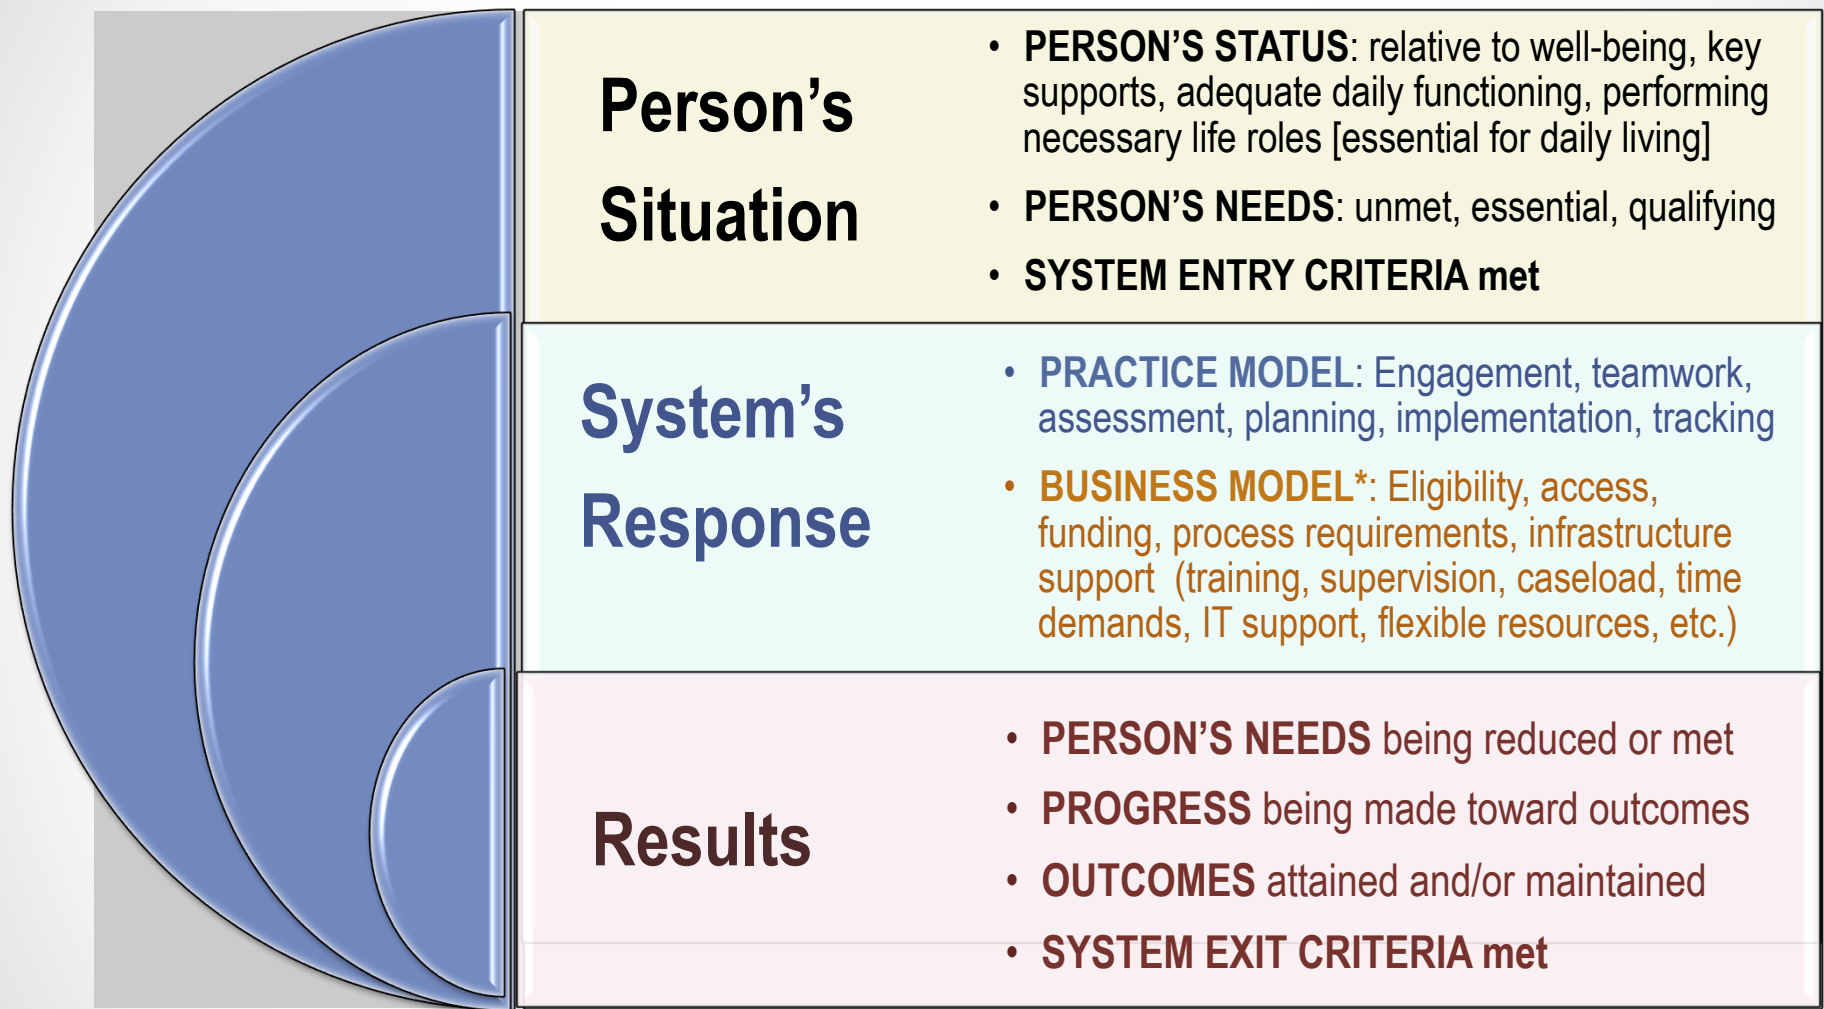 Person’s
Situation
• PERSON’S STATUS: relative to well-being, key
supports, adequate daily functioning, performing
necessary life roles [essential for daily living]
• PERSON’S NEEDS: unmet, essential, qualifying
• SYSTEM ENTRY CRITERIA met
System’s
Response
• PRACTICE MODEL: Engagement, teamwork,
assessment, planning, implementation, tracking
• BUSINESS MODEL*: Eligibility, access,
funding, process requirements, infrastructure
support (training, supervision, caseload, time
demands, IT support, flexible resources, etc.)
Results
• PERSON’S NEEDS being reduced or met
• PROGRESS being made toward outcomes
• OUTCOMES attained and/or maintained
• SYSTEM EXIT CRITERIA met